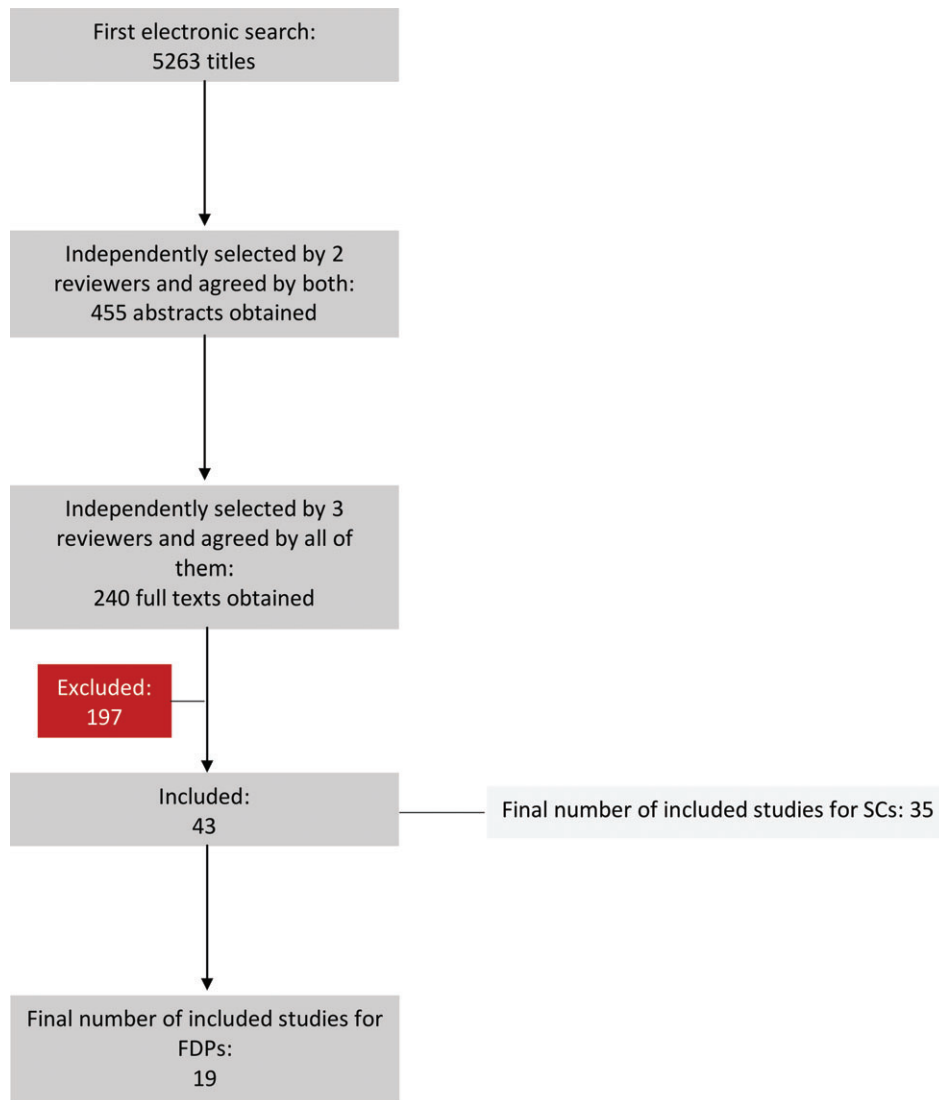 First electronic search:
5263 titles
Independently selected by 2
reviewers and agreed by both:
455 abstracts obtained
Independently selected by 3
reviewers and agreed by all of
them:
240 full texts obtained
Excluded:
197
Included:
43
Final number of included studies for SCs: 35
Final number of included studies for
FDPs:
19